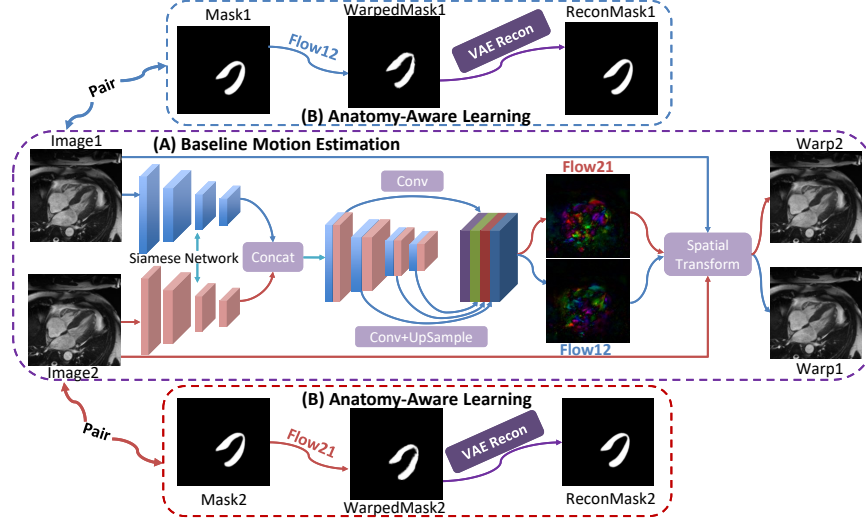 Mask1
WarpedMask1
ReconMask1
Flow12
VAE Recon
Pair
(B) Anatomy-Aware Learning
Image1
(A) Baseline Motion Estimation
Warp2
Flow21
Conv
Siamese Network
Concat
Spatial
Transform
Conv+UpSample
Flow12
Image2
Warp1
(B) Anatomy-Aware Learning
Pair
Flow21
VAE Recon
Mask2
WarpedMask2
ReconMask2